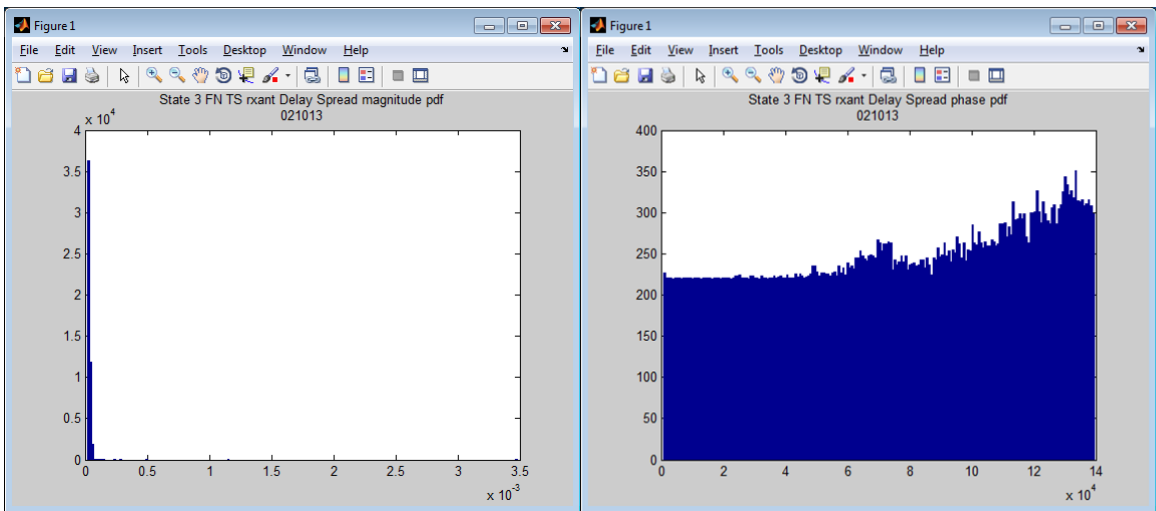 Figure 1
File Edit View Insert Tools Desktop Window Help
State 3 FN TS rxant Delay Spread magnitude pdf
021013
x 10^4
4
3.5
3
2.5
2
1.5
1
0.5
0
0 0.5 1 1.5 2 2.5 3 3.5
x 10^-3
Figure 1
File Edit View Insert Tools Desktop Window Help
State 3 FN TS rxant Delay Spread phase pdf
021013
400
350
300
250
200
150
100
50
0
0 2 4 6 8 10 12 14
x 10^4